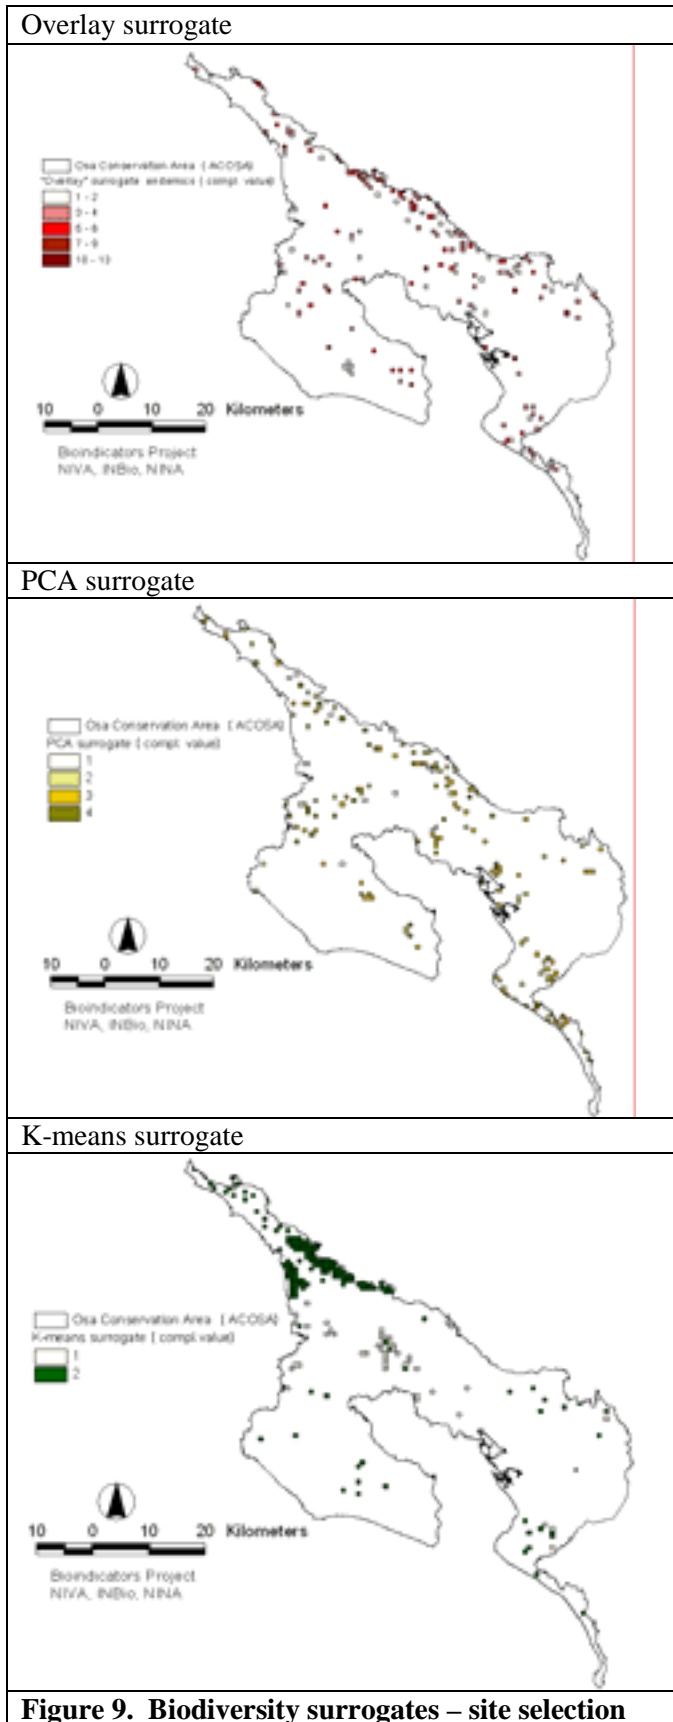 Overlay surrogate
Osa Conservation Area ( ACOSA)
"Overlay" surrogate endemics ( compl. value)
1 - 2
3 - 4
5 - 6
7 - 9
10 - 13
10 0 10 20 Kilometers
Bioindicators Project
NIVA, INBio, NINA
PCA surrogate
Osa Conservation Area ( ACOSA)
PCA surrogate ( compl. value)
1
2
3
4
10 0 10 20 Kilometers
Bioindicators Project
NIVA, INBio, NINA
K-means surrogate
Osa Conservation Area ( ACOSA)
K-means surrogate ( compl.value)
1
2
10 0 10 20 Kilometers
Bioindicators Project
NIVA, INBio, NINA
Figure 9. Biodiversity surrogates – site selection